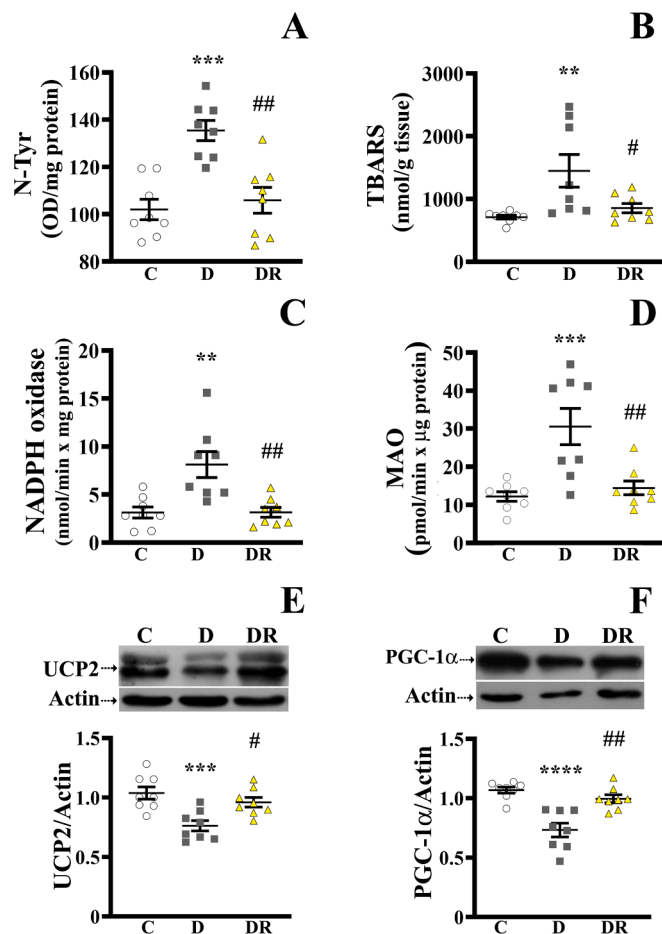 A
N-Tyr
(OD/mg protein)
160
140
120
100
80
***
##
C D DR
B
TBARS
(nmol/g tissue)
3000
2000
1000
0
**
#
C D DR
C
NADPH oxidase
(nmol/min x mg protein)
20
15
10
5
0
**
##
C D DR
D
MAO
(pmol/min x µg protein)
50
40
30
20
10
0
***
##
C D DR
E
C D DR
UCP2
Actin
UCP2/Actin
1.5
1.0
0.5
0
***
#
C D DR
F
C D DR
PGC-1α
Actin
PGC-1α/Actin
1.5
1.0
0.5
0
****
##
C D DR